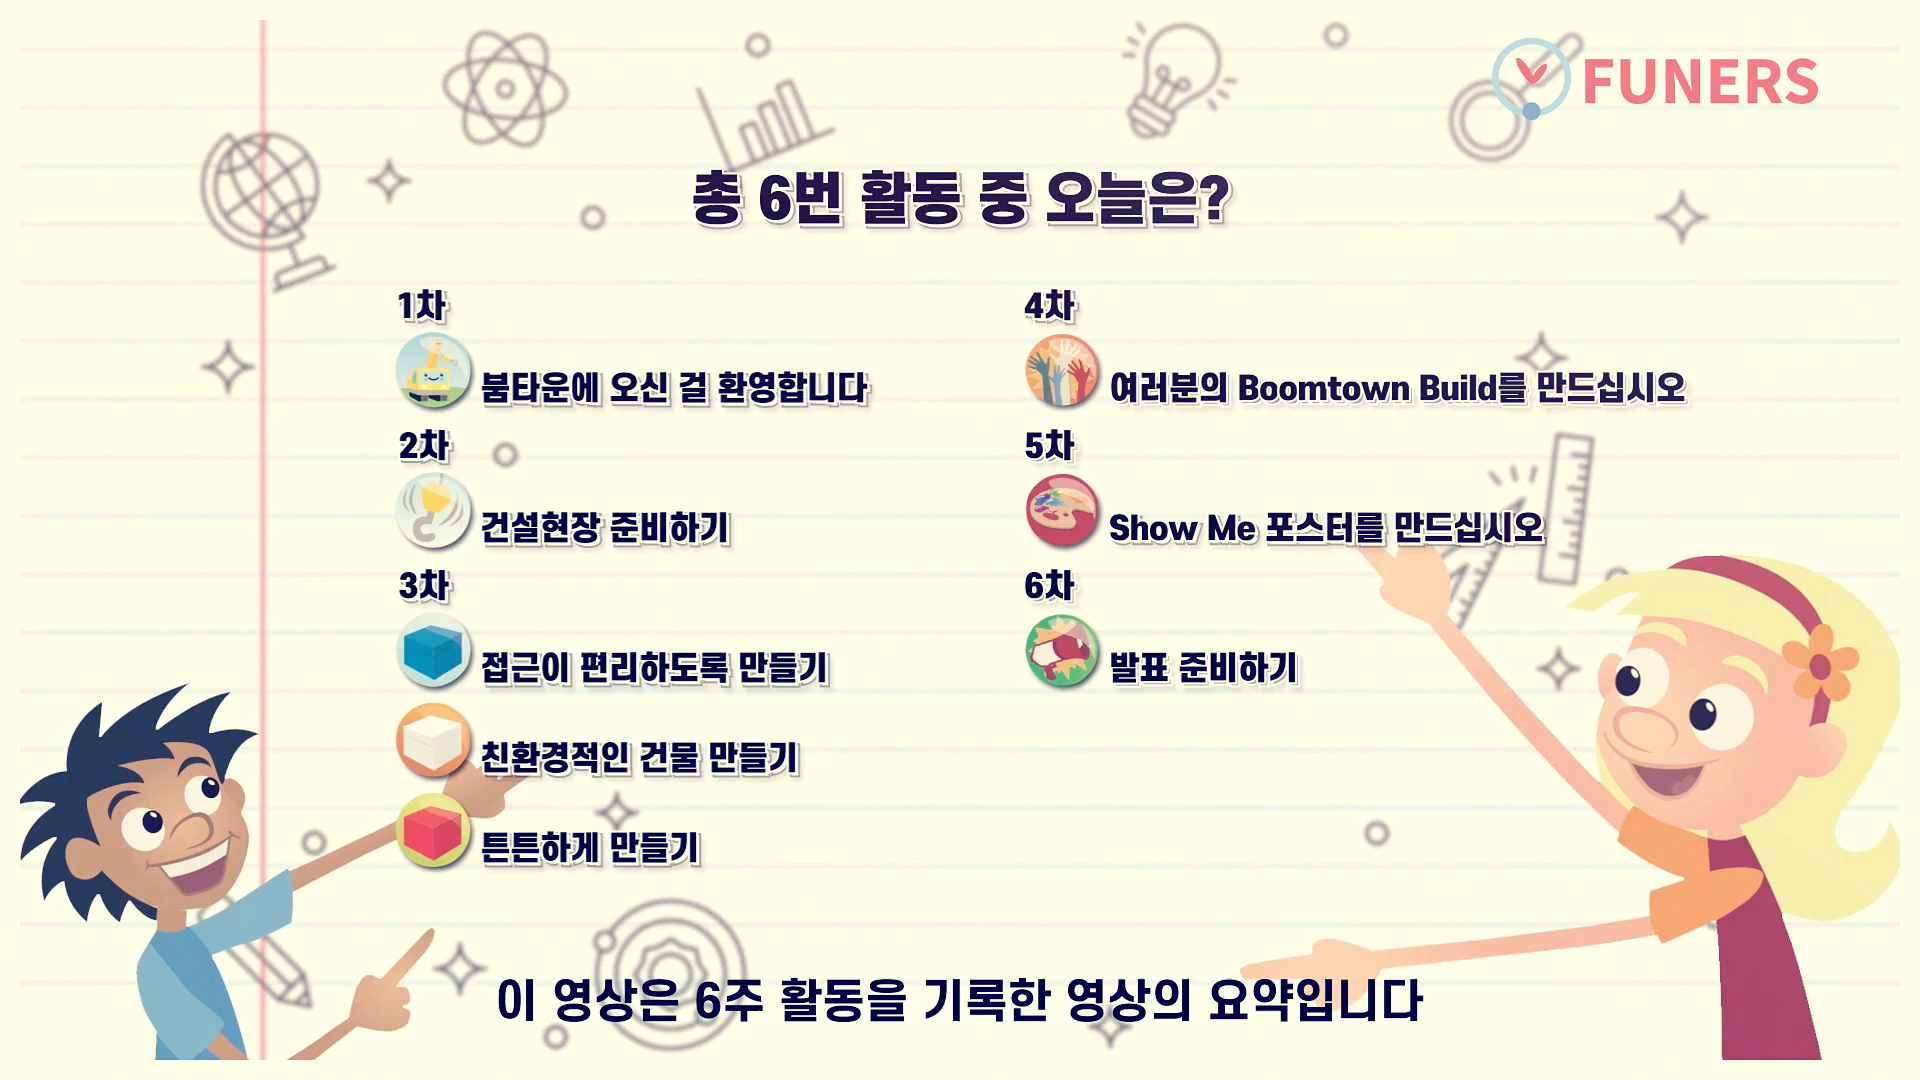 FUNERS
총 6번 활동 중 오늘은?
1차
붐타운에 오신 걸 환영합니다
2차
건설현장 준비하기
3차
접근이 편리하도록 만들기
친환경적인 건물 만들기
튼튼하게 만들기
4차
여러분의 Boomtown Build를 만드십시오
5차
Show Me 포스터를 만드십시오
6차
발표 준비하기
이 영상은 6주 활동을 기록한 영상의 요약입니다